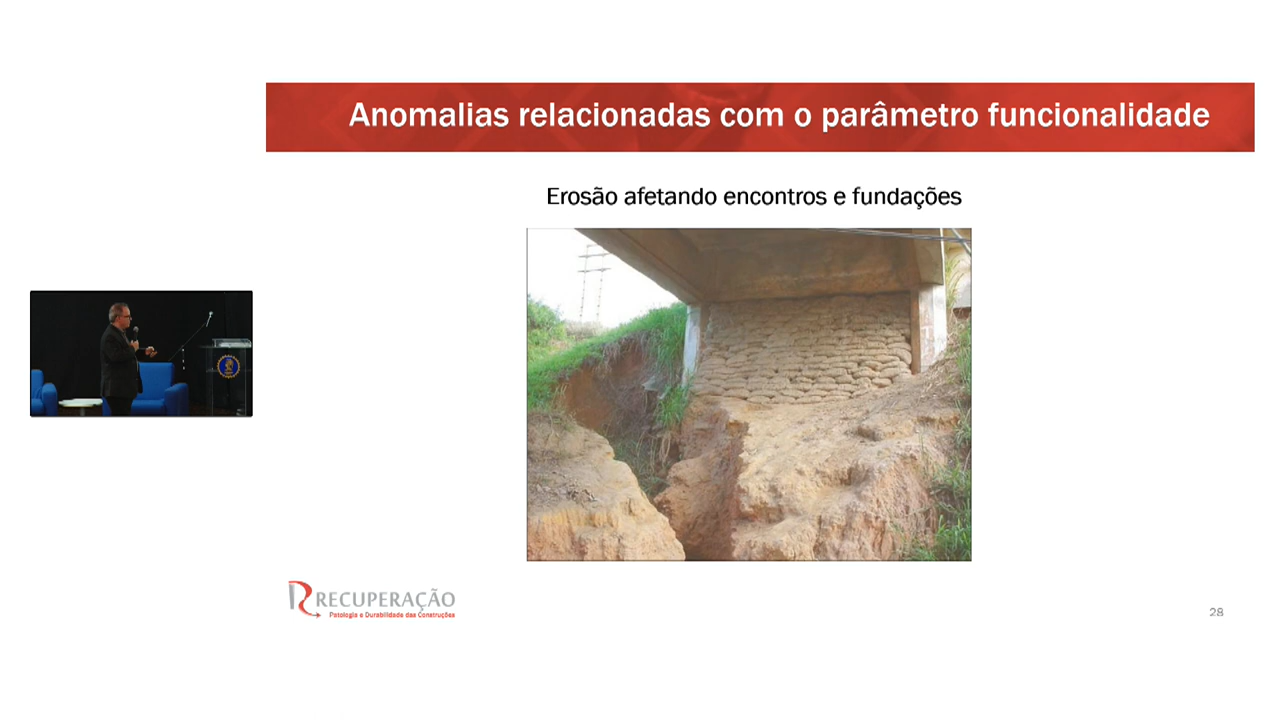 Anomalias relacionadas com o parâmetro funcionalidade
Erosão afetando encontros e fundações
RECUPERAÇÃO
Patologia e Durabilidade das Construções
28